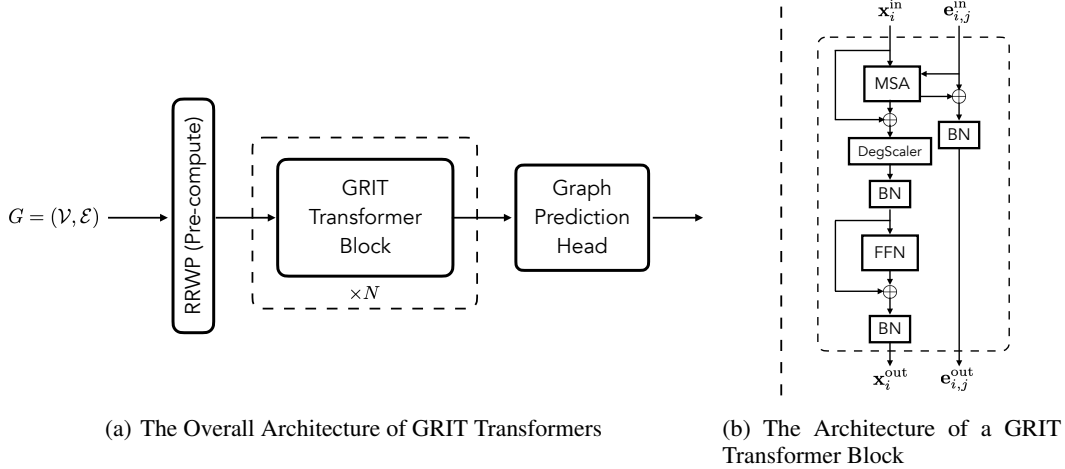 G = (𝒱, ℰ)
RRWP (Pre-compute)
GRIT
Transformer
Block
×N
Graph
Prediction
Head
x_i^in e_{i,j}^in
MSA
BN
DegScaler
BN
FFN
BN
x_i^out e_{i,j}^out
(a) The Overall Architecture of GRIT Transformers
(b) The Architecture of a GRIT
Transformer Block